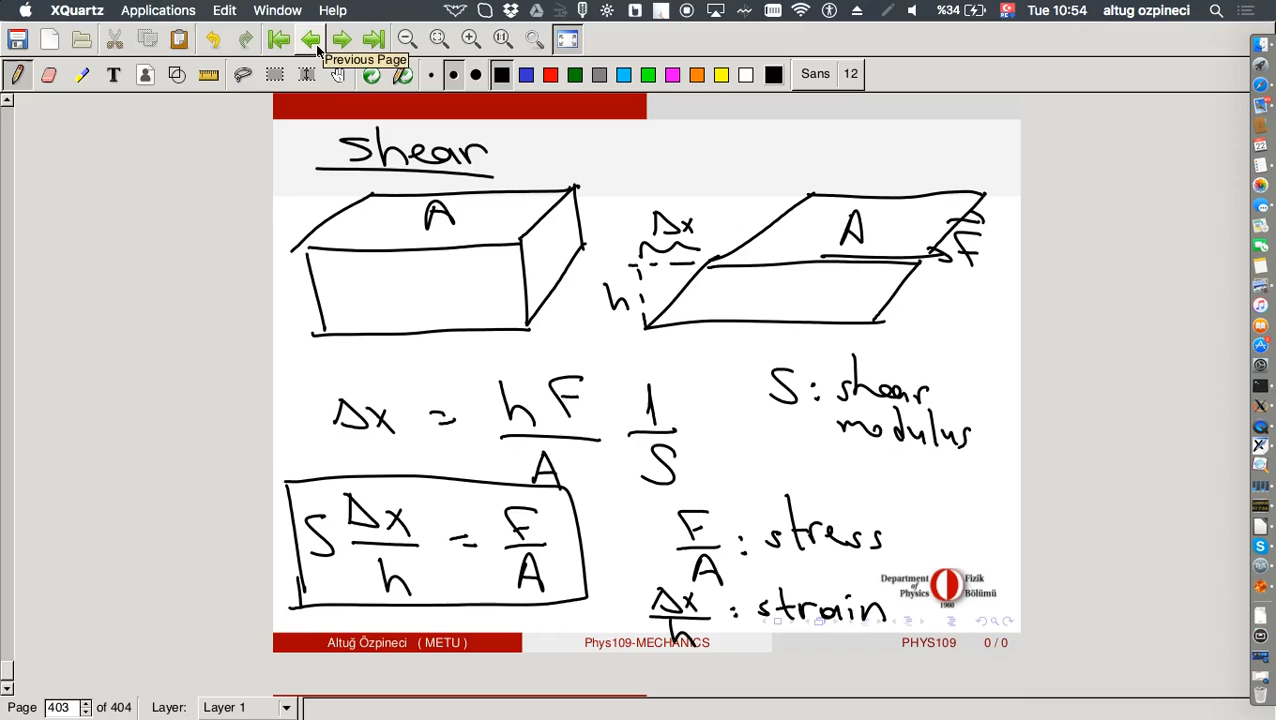 XQuartz Applications Edit Window Help
%34 Tue 10:54 altug ozpineci
Previous Page
Sans 12
shear
A
Δx
A
F
h
Δx = hF/A 1/S
S: shear modulus
S Δx/h = F/A
F/A : stress
Δx/h : strain
Department of Physics
Fizik Bölümü
1960
Altuğ Özpineci ( METU ) Phys109-MECHANICS PHYS109 0 / 0
Page 403 of 404 Layer: Layer 1